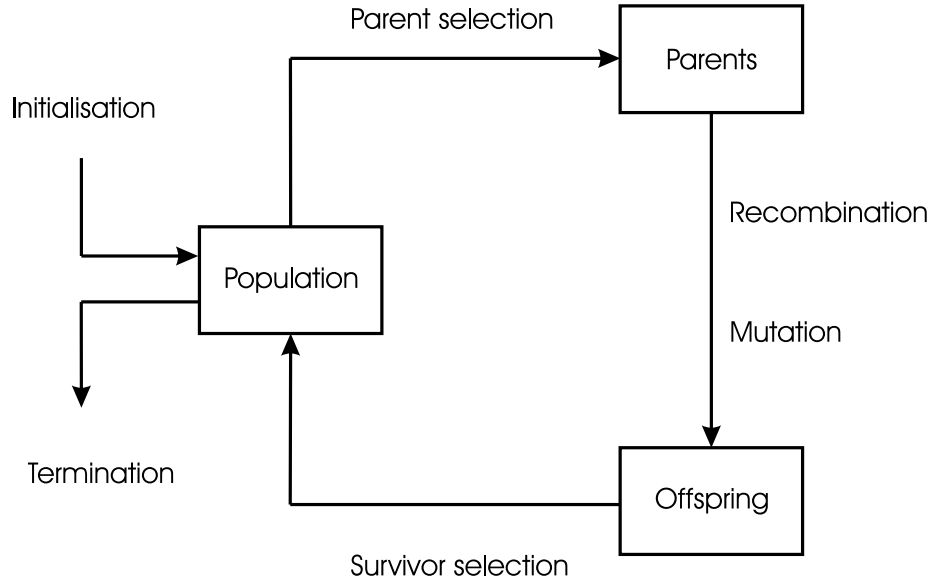 Parent selection
Parents
Initialisation
Recombination
Population
Mutation
Termination
Offspring
Survivor selection